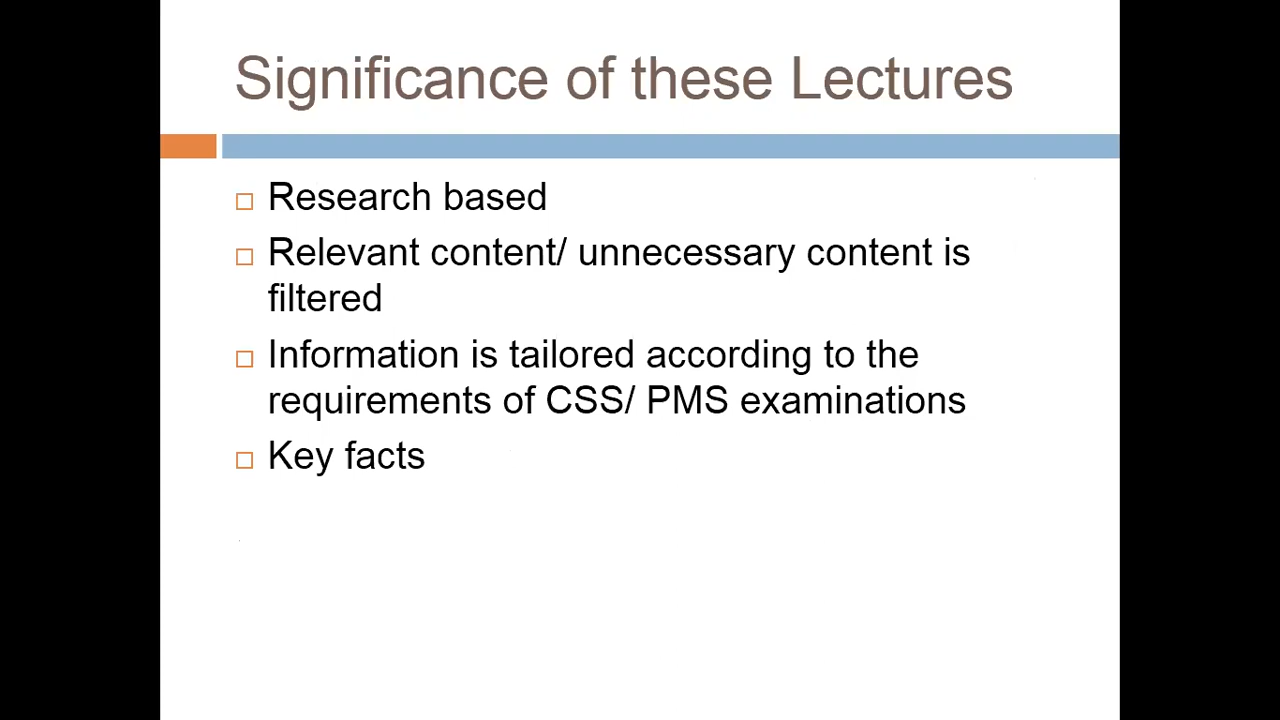 Significance of these Lectures
Research based
Relevant content/ unnecessary content is
filtered
Information is tailored according to the
requirements of CSS/ PMS examinations
Key facts